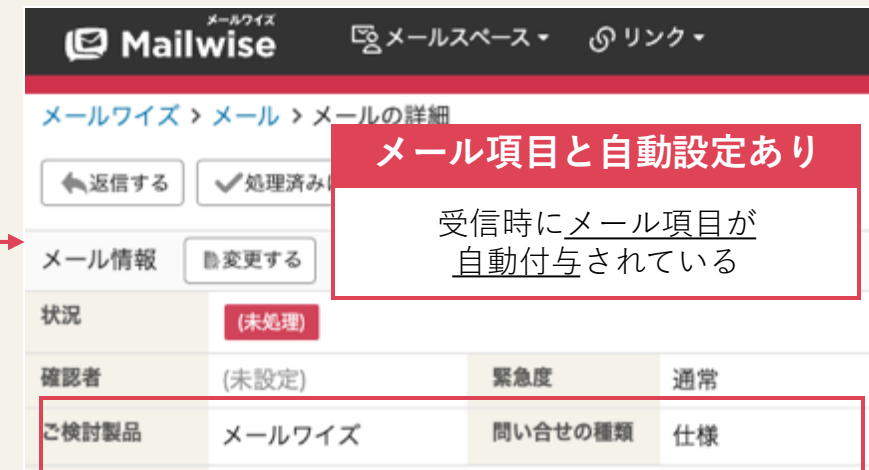 メールワイズ
Mailwise
メールスペース
リンク
メールワイズ > メール > メールの詳細
メール項目と自動設定あり
返信する
処理済み
受信時にメール項目が
自動付与されている
メール情報
変更する
状況
(未処理)
確認者
(未設定)
緊急度
通常
ご検討製品
メールワイズ
問い合せの種類
仕様